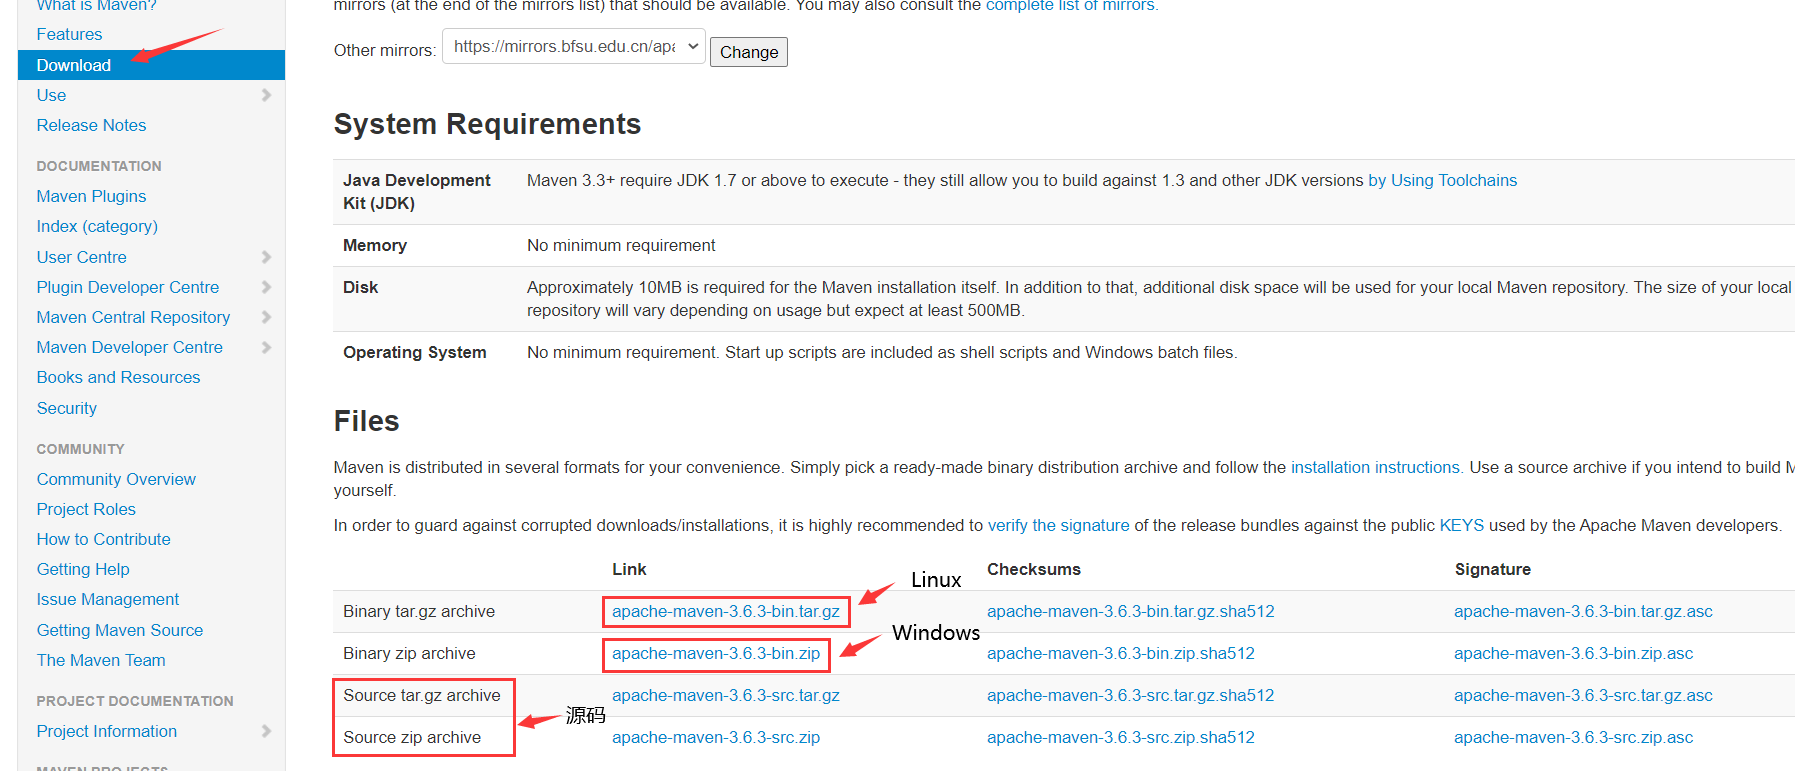 What is Maven?
Features
Download
Use
Release Notes
DOCUMENTATION
Maven Plugins
Index (category)
User Centre
Plugin Developer Centre
Maven Central Repository
Maven Developer Centre
Books and Resources
Security
COMMUNITY
Community Overview
Project Roles
How to Contribute
Getting Help
Issue Management
Getting Maven Source
The Maven Team
PROJECT DOCUMENTATION
Project Information
MAVEN PROJECTS
mirrors (at the end of the mirrors list) that should be available. You may also consult the complete list of mirrors.
Other mirrors: https://mirrors.bfsu.edu.cn/apa Change
System Requirements
Java Development Kit (JDK) Maven 3.3+ require JDK 1.7 or above to execute - they still allow you to build against 1.3 and other JDK versions by Using Toolchains
Memory No minimum requirement
Disk Approximately 10MB is required for the Maven installation itself. In addition to that, additional disk space will be used for your local Maven repository. The size of your local
repository will vary depending on usage but expect at least 500MB.
Operating System No minimum requirement. Start up scripts are included as shell scripts and Windows batch files.
Files
Maven is distributed in several formats for your convenience. Simply pick a ready-made binary distribution archive and follow the installation instructions. Use a source archive if you intend to build M
yourself.
In order to guard against corrupted downloads/installations, it is highly recommended to verify the signature of the release bundles against the public KEYS used by the Apache Maven developers.
Link Checksums Signature
Linux
Binary tar.gz archive apache-maven-3.6.3-bin.tar.gz apache-maven-3.6.3-bin.tar.gz.sha512 apache-maven-3.6.3-bin.tar.gz.asc
Windows
Binary zip archive apache-maven-3.6.3-bin.zip apache-maven-3.6.3-bin.zip.sha512 apache-maven-3.6.3-bin.zip.asc
Source tar.gz archive apache-maven-3.6.3-src.tar.gz apache-maven-3.6.3-src.tar.gz.sha512 apache-maven-3.6.3-src.tar.gz.asc
源码
Source zip archive apache-maven-3.6.3-src.zip apache-maven-3.6.3-src.zip.sha512 apache-maven-3.6.3-src.zip.asc